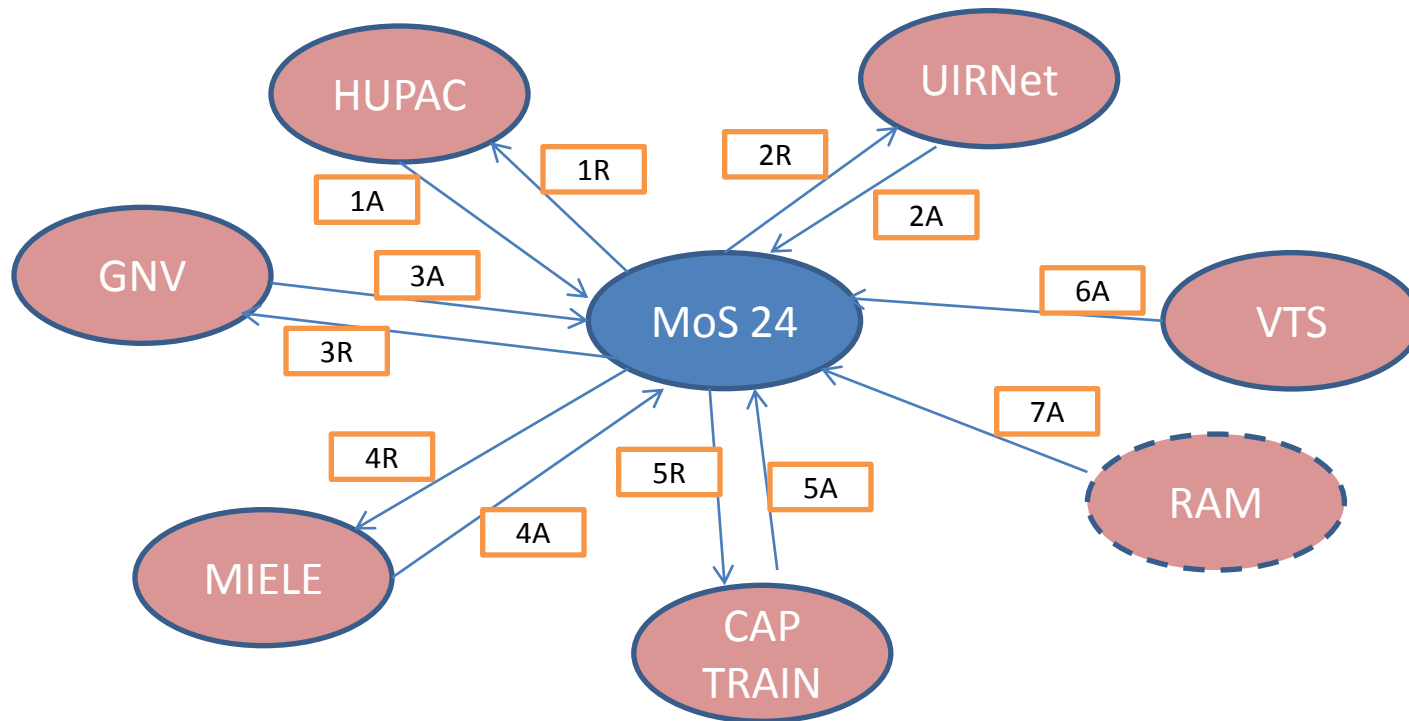 HUPAC
UIRNet
1R
2R
1A
2A
GNV
3A
6A
MoS 24
VTS
3R
7A
4R
5R
5A
RAM
4A
MIELE
CAP
TRAIN